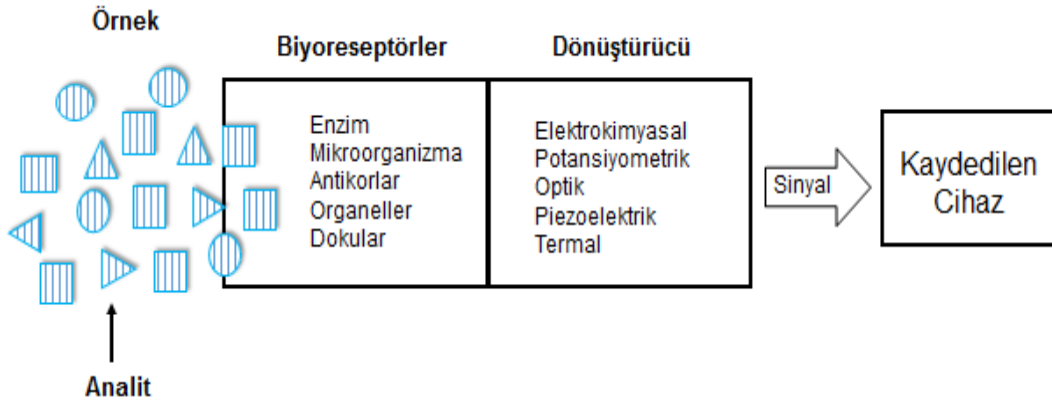 Örnek
Biyoreseptörler
Dönüştürücü
Enzim
Mikroorganizma
Antikorlar
Organeller
Dokular
Elektrokimyasal
Potansiyometrik
Optik
Piezoelektrik
Termal
Sinyal
Kaydedilen
Cihaz
Analit